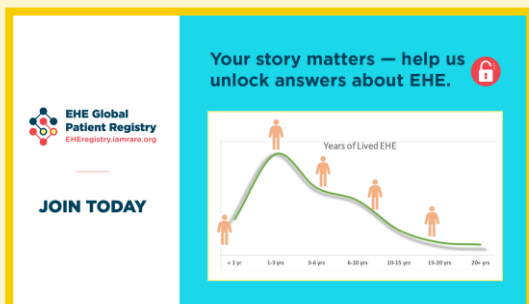 Your story matters — help us
unlock answers about EHE.
EHE Global
Patient Registry
EHEregistry.iamrare.org
JOIN TODAY
Years of Lived EHE
< 1 yr 1-3 yrs 3-6 yrs 6-10 yrs 10-15 yrs 15-20 yrs 20+ yrs